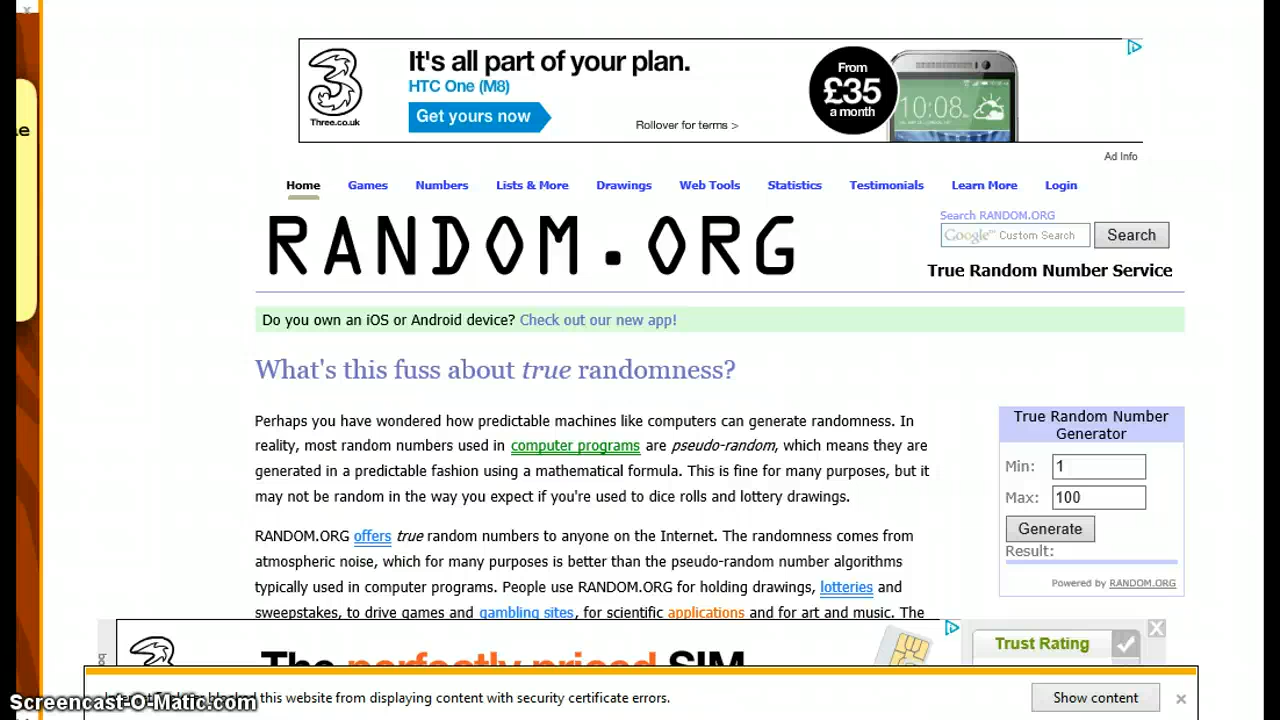 It's all part of your plan.
HTC One (M8)
Get yours now
Rollover for terms >
From
£35
a month
10:08
Three.co.uk
Ad Info
Home Games Numbers Lists & More Drawings Web Tools Statistics Testimonials Learn More Login
RANDOM.ORG
Search RANDOM.ORG
Google™ Custom Search Search
True Random Number Service
Do you own an iOS or Android device? Check out our new app!
What's this fuss about true randomness?
Perhaps you have wondered how predictable machines like computers can generate randomness. In
reality, most random numbers used in computer programs are pseudo-random, which means they are
generated in a predictable fashion using a mathematical formula. This is fine for many purposes, but it
may not be random in the way you expect if you're used to dice rolls and lottery drawings.
RANDOM.ORG offers true random numbers to anyone on the Internet. The randomness comes from
atmospheric noise, which for many purposes is better than the pseudo-random number algorithms
typically used in computer programs. People use RANDOM.ORG for holding drawings, lotteries and
sweepstakes, to drive games and gambling sites, for scientific applications and for art and music. The
True Random Number
Generator
Min: 1
Max: 100
Generate
Result:
Powered by RANDOM.ORG
The perfectly priced SIM
Trust Rating
this website from displaying content with security certificate errors.
Show content
Screencast-O-Matic.com